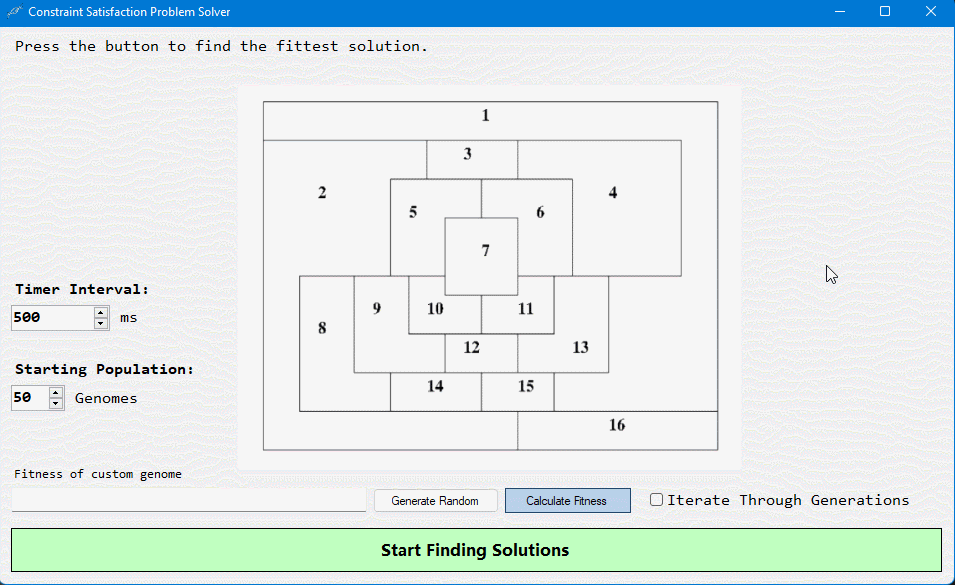 Constraint Satisfaction Problem Solver
Press the button to find the fittest solution.
1
3
2
4
5
6
7
Timer Interval:
500 ms
9
10
11
8
12
13
Starting Population:
14
15
50 Genomes
16
Fitness of custom genome
Generate Random
Calculate Fitness
Iterate Through Generations
Start Finding Solutions